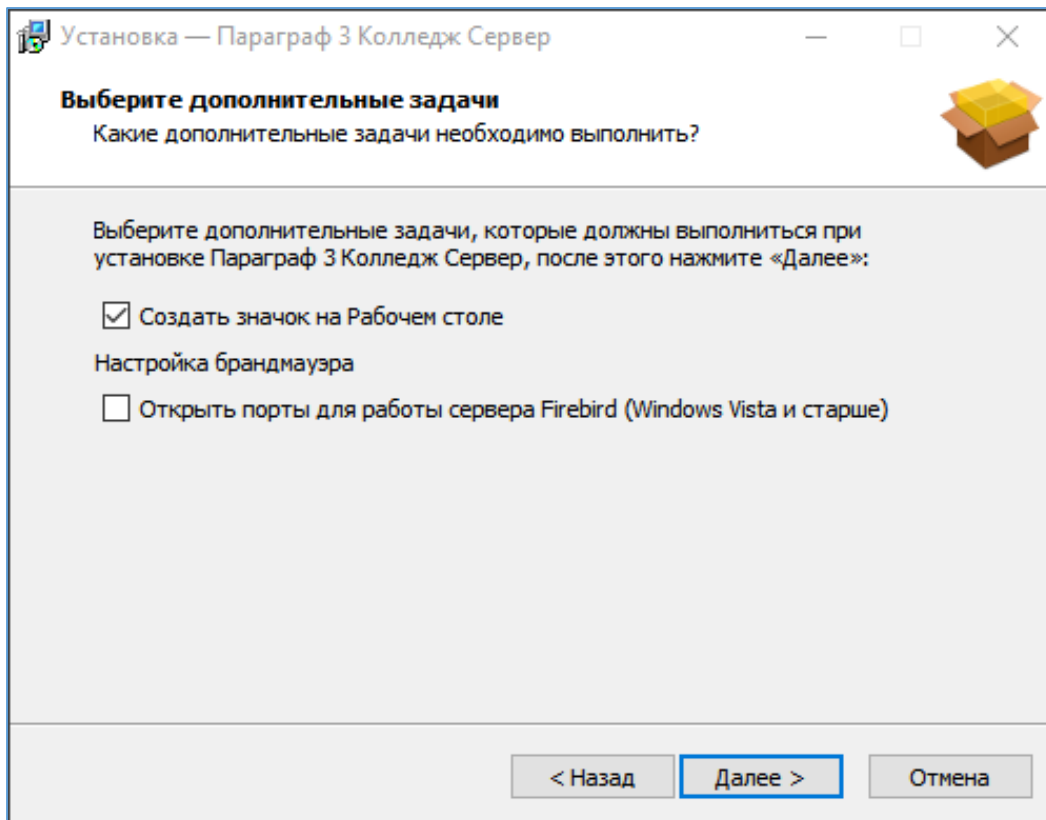 Установка — Параграф 3 Колледж Сервер
Выберите дополнительные задачи
Какие дополнительные задачи необходимо выполнить?
Выберите дополнительные задачи, которые должны выполниться при
установке Параграф 3 Колледж Сервер, после этого нажмите «Далее»:
Создать значок на Рабочем столе
Настройка брандмауэра
Открыть порты для работы сервера Firebird (Windows Vista и старше)
< Назад
Далее >
Отмена